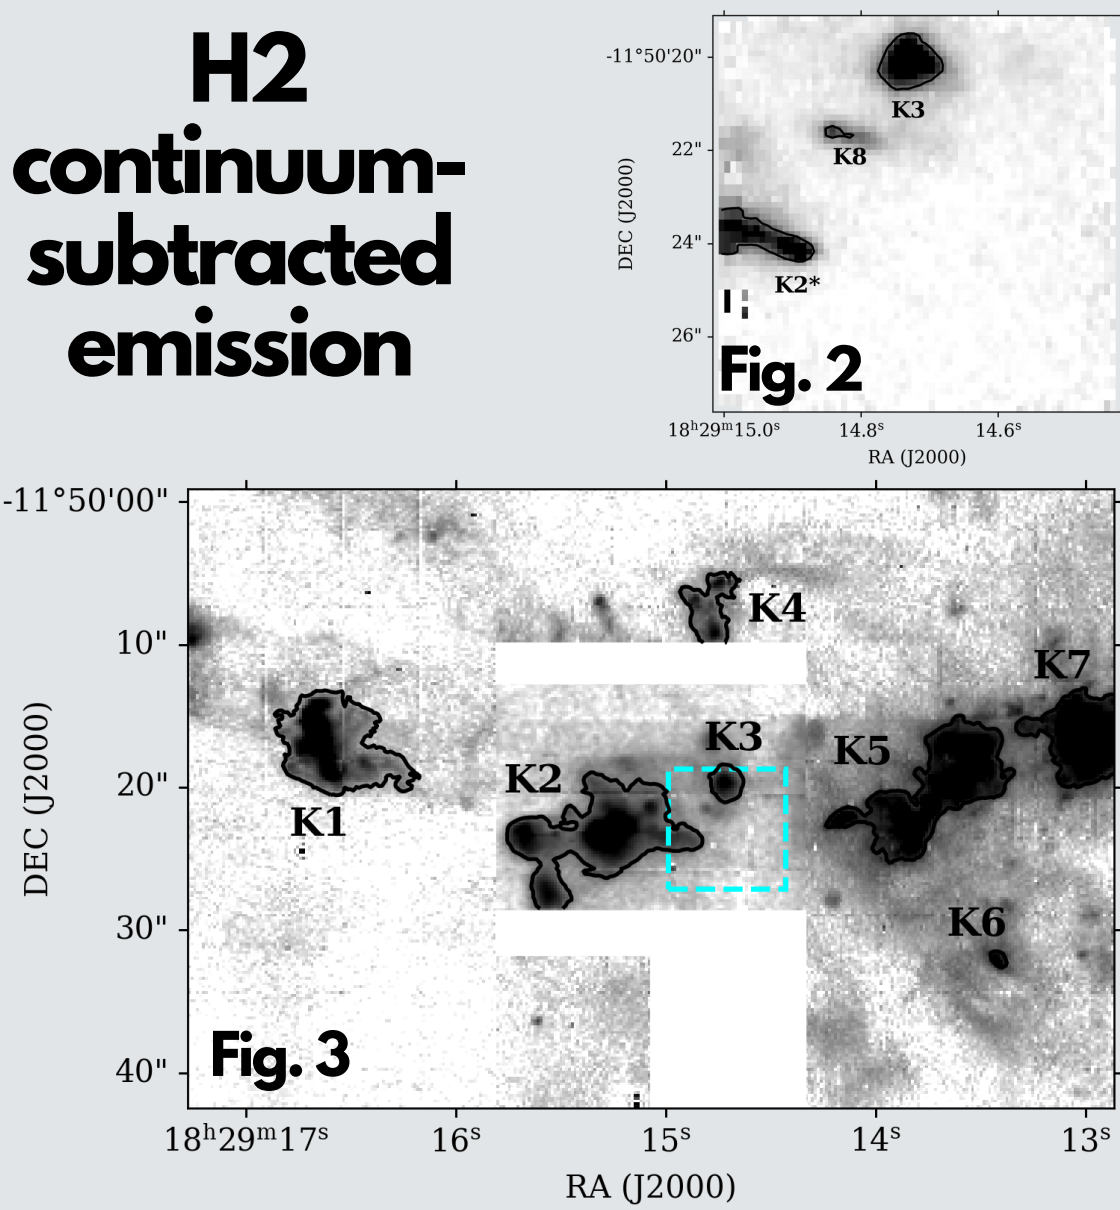 H2
continuum-
subtracted
emission
-11°50'20"
22"
24"
26"
DEC (J2000)
K3
K8
K2*
Fig. 2
18ʰ29ᵐ15.0ˢ
14.8ˢ
14.6ˢ
RA (J2000)
-11°50'00"
10"
20"
30"
40"
DEC (J2000)
K4
K7
K3
K5
K2
K1
K6
Fig. 3
18ʰ29ᵐ17ˢ
16ˢ
15ˢ
14ˢ
13ˢ
RA (J2000)